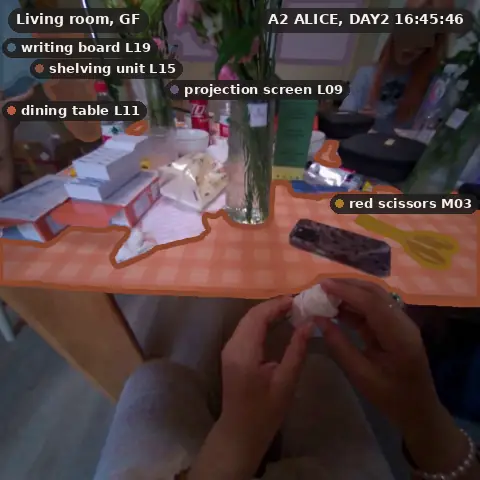 Living room, GF
A2 ALICE, DAY2 16:45:46
writing board L19
shelving unit L15
projection screen L09
dining table L11
red scissors M03